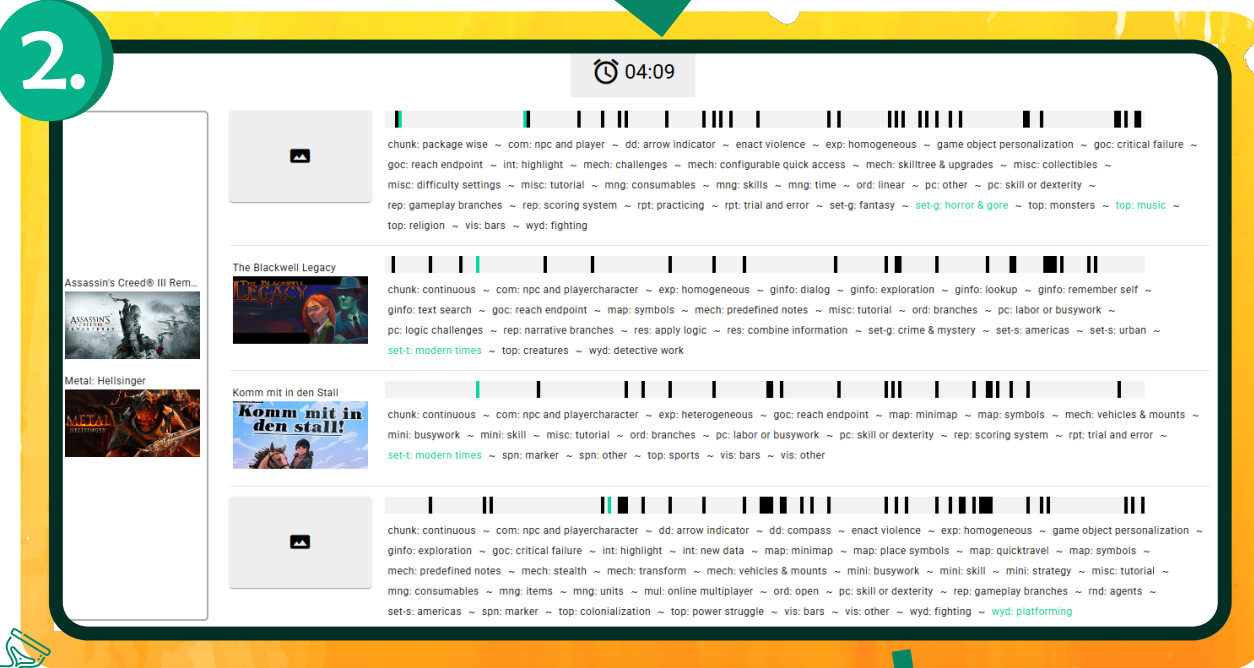 2.
04:09
Assassin's Creed® III Rem...
ASSASSIN'S
CREED III
REMASTERED
Metal: Hellsinger
METAL
HELLSINGER
chunk: package wise ~ com: npc and player ~ dd: arrow indicator ~ enact violence ~ exp: homogeneous ~ game object personalization ~ goc: critical failure ~
goc: reach endpoint ~ int: highlight ~ mech: challenges ~ mech: configurable quick access ~ mech: skilltree & upgrades ~ misc: collectibles ~
misc: difficulty settings ~ misc: tutorial ~ mng: consumables ~ mng: skills ~ mng: time ~ ord: linear ~ pc: other ~ pc: skill or dexterity ~
rep: gameplay branches ~ rep: scoring system ~ rpt: practicing ~ rpt: trial and error ~ set-g: fantasy ~ set-g: horror & gore ~ top: monsters ~ top: music ~
top: religion ~ vis: bars ~ wyd: fighting
The Blackwell Legacy
THE BLACKWELL
LEGACY
chunk: continuous ~ com: npc and playercharacter ~ exp: homogeneous ~ ginfo: dialog ~ ginfo: exploration ~ ginfo: lookup ~ ginfo: remember self ~
ginfo: text search ~ goc: reach endpoint ~ map: symbols ~ mech: predefined notes ~ misc: tutorial ~ ord: branches ~ pc: labor or busywork ~
pc: logic challenges ~ rep: narrative branches ~ res: apply logic ~ res: combine information ~ set-g: crime & mystery ~ set-s: americas ~ set-s: urban ~
set-t: modern times ~ top: creatures ~ wyd: detective work
Komm mit in den Stall
Komm mit in
den stall!
chunk: continuous ~ com: npc and playercharacter ~ exp: heterogeneous ~ goc: reach endpoint ~ map: minimap ~ map: symbols ~ mech: vehicles & mounts ~
mini: busywork ~ mini: skill ~ misc: tutorial ~ ord: branches ~ pc: labor or busywork ~ pc: skill or dexterity ~ rep: scoring system ~ rpt: trial and error ~
set-t: modern times ~ spn: marker ~ spn: other ~ top: sports ~ vis: bars ~ vis: other
chunk: continuous ~ com: npc and playercharacter ~ dd: arrow indicator ~ dd: compass ~ enact violence ~ exp: homogeneous ~ game object personalization ~
ginfo: exploration ~ goc: critical failure ~ int: highlight ~ int: new data ~ map: minimap ~ map: place symbols ~ map: quicktravel ~ map: symbols ~
mech: predefined notes ~ mech: stealth ~ mech: transform ~ mech: vehicles & mounts ~ mini: busywork ~ mini: skill ~ mini: strategy ~ misc: tutorial ~
mng: consumables ~ mng: items ~ mng: units ~ mul: online multiplayer ~ ord: open ~ pc: skill or dexterity ~ rep: gameplay branches ~ rnd: agents ~
set-s: americas ~ spn: marker ~ top: colonialization ~ top: power struggle ~ vis: bars ~ vis: other ~ wyd: fighting ~ wyd: platforming